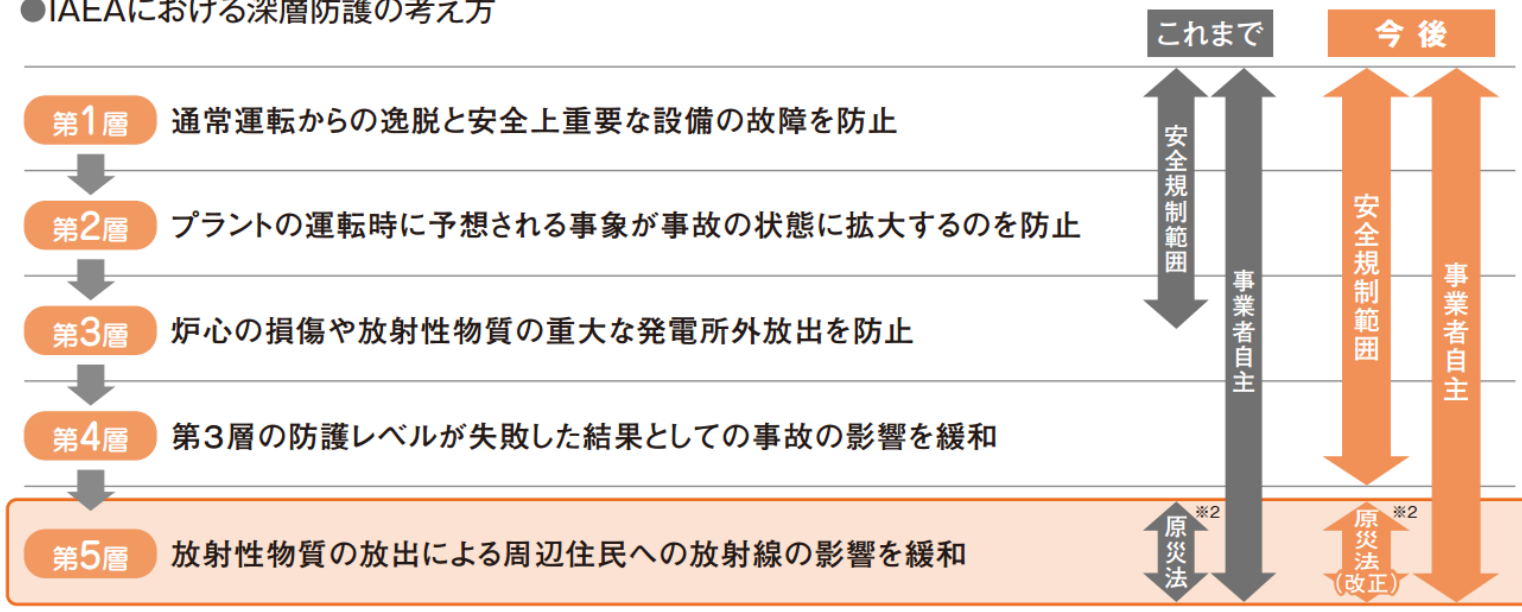 ●IAEAにおける深層防護の考え方
これまで
今後
第1層 通常運転からの逸脱と安全上重要な設備の故障を防止
第2層 プラントの運転時に予想される事象が事故の状態に拡大するのを防止
第3層 炉心の損傷や放射性物質の重大な発電所外放出を防止
第4層 第3層の防護レベルが失敗した結果としての事故の影響を緩和
第5層 放射性物質の放出による周辺住民への放射線の影響を緩和
安全規制範囲
原災法
※2
事業者自主
安全規制範囲
原災法
(改正)
※2
事業者自主